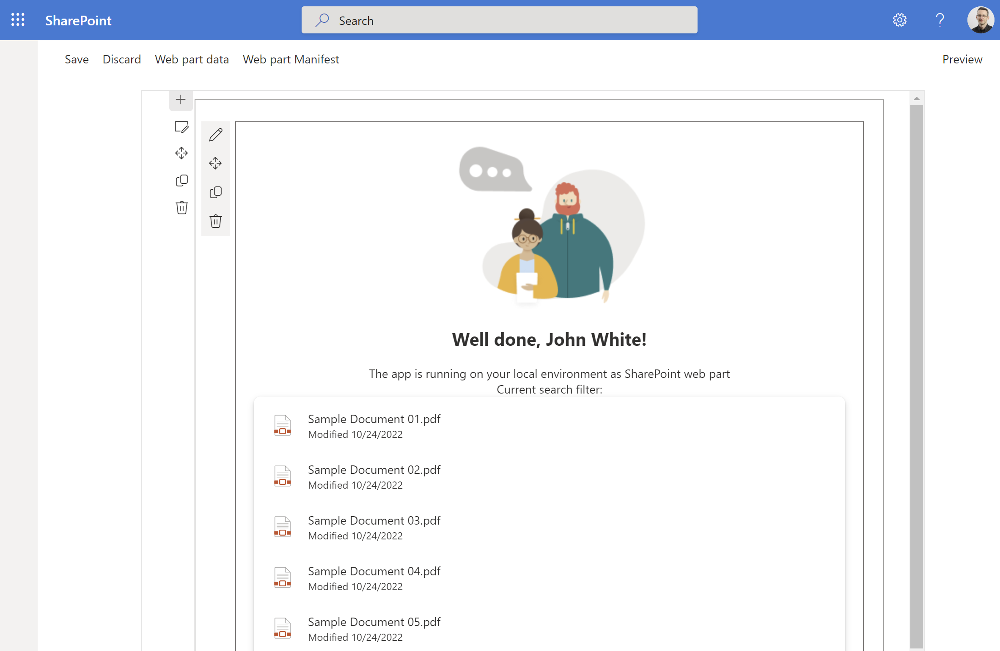 SharePoint
Search
Save Discard Web part data Web part Manifest Preview
Well done, John White!
The app is running on your local environment as SharePoint web part
Current search filter:
Sample Document 01.pdf
Modified 10/24/2022
Sample Document 02.pdf
Modified 10/24/2022
Sample Document 03.pdf
Modified 10/24/2022
Sample Document 04.pdf
Modified 10/24/2022
Sample Document 05.pdf
Modified 10/24/2022